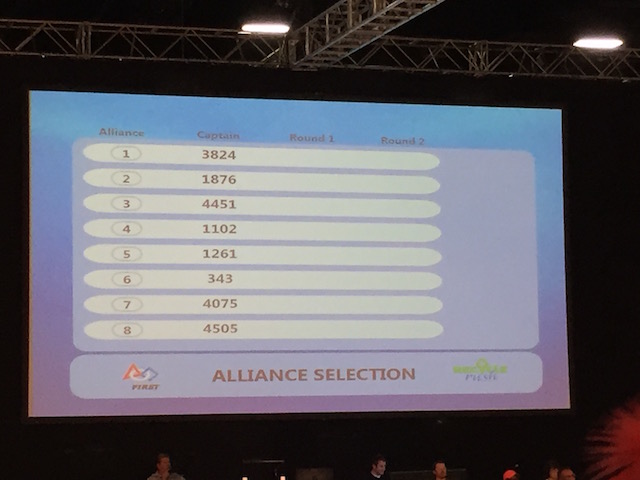 Alliance Captain Round 1 Round 2
1 3824
2 1876
3 4451
4 1102
5 1261
6 343
7 4075
8 4505
FIRST
ALLIANCE SELECTION
RUSH